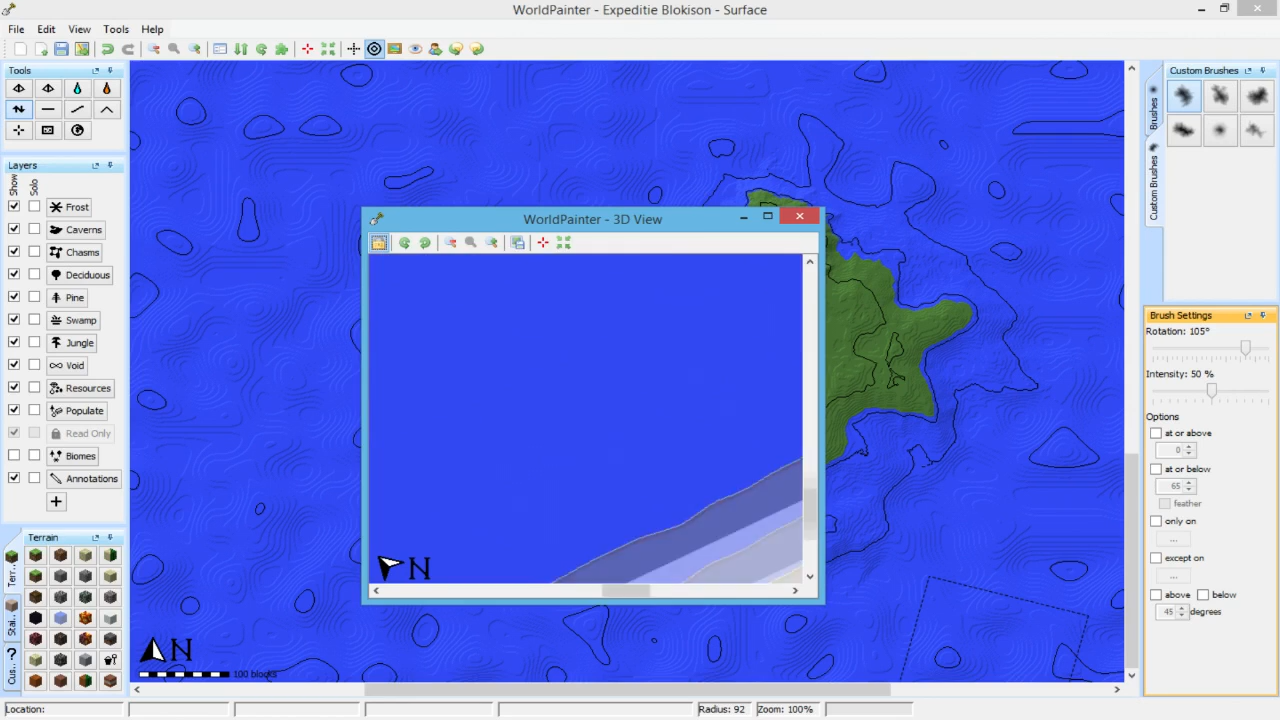 WorldPainter - Expeditie Blokison - Surface
File Edit View Tools Help
Tools
Layers
Show
Solo
Frost
Caverns
Chasms
Deciduous
Pine
Swamp
Jungle
Void
Resources
Populate
Read Only
Biomes
Annotations
Terrain
Ter...
Stai...
Cus...
WorldPainter - 3D View
N
N
100 blocks
Brushes
Custom Brushes
Custom Brushes
Brush Settings
Rotation: 105°
Intensity: 50 %
Options
at or above
0
at or below
65
feather
only on
...
except on
...
above below
45 degrees
Location:
Radius: 92
Zoom: 100%